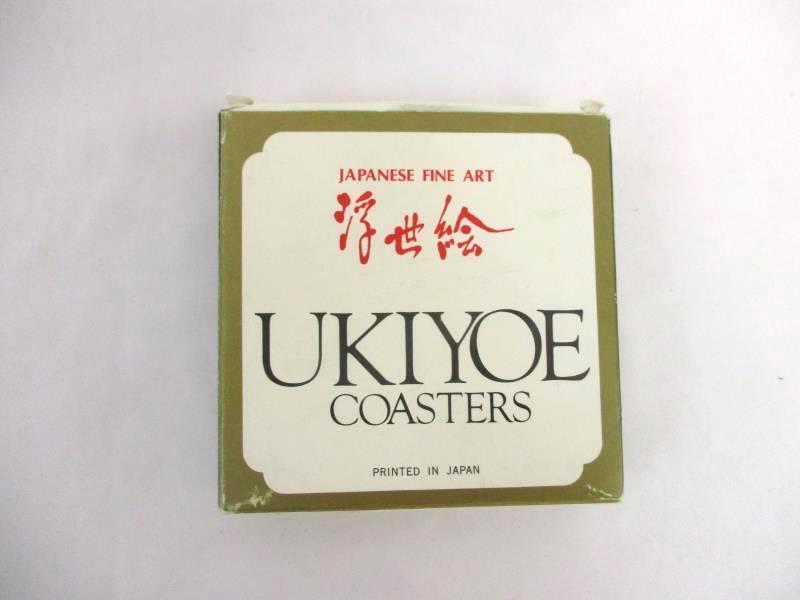 JAPANESE FINE ART
浮世絵
UKIYOE
COASTERS
PRINTED IN JAPAN